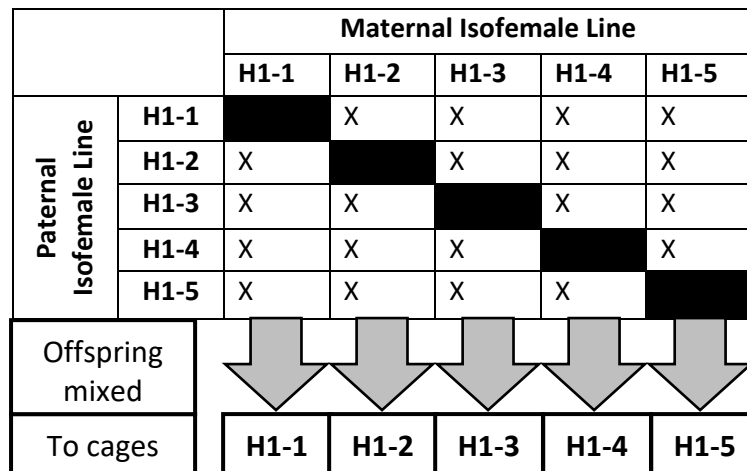 Maternal Isofemale Line
H1-1 H1-2 H1-3 H1-4 H1-5
Paternal
Isofemale Line
H1-1 X X X X
H1-2 X X X X
H1-3 X X X X
H1-4 X X X X
H1-5 X X X X
Offspring
mixed
To cages H1-1 H1-2 H1-3 H1-4 H1-5